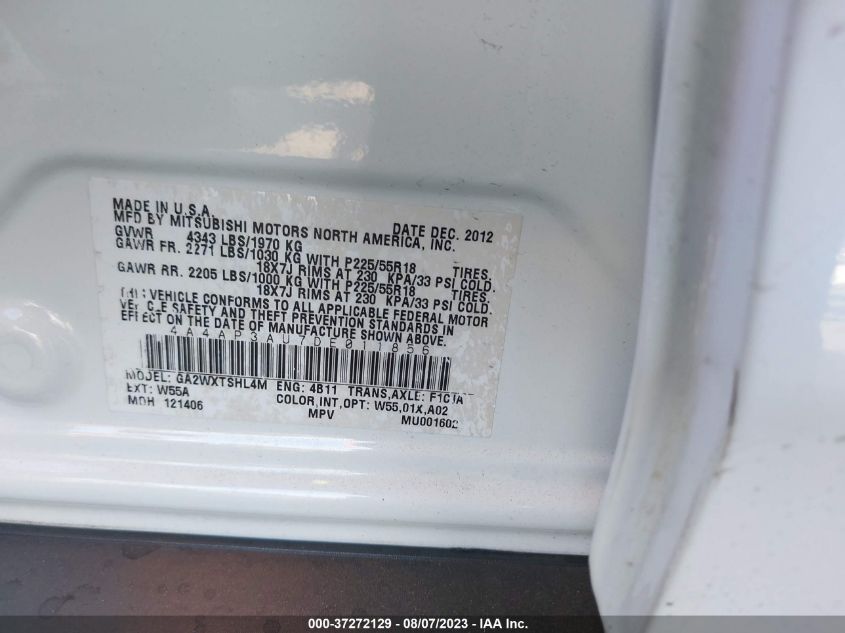 MADE IN U.S.A.
MFD BY MITSUBISHI MOTORS NORTH AMERICA, INC. DATE DEC. 2012
GVWR 4343 LBS/1970 KG
GAWR FR. 2271 LBS/1030 KG WITH P225/55R18 TIRES,
18X7J RIMS AT 230 KPA/33 PSI COLD.
GAWR RR. 2205 LBS/1000 KG WITH P225/55R18 TIRES,
18X7J RIMS AT 230 KPA/33 PSI COLD.
VEHICLE CONFORMS TO ALL APPLICABLE FEDERAL MOTOR
SAFETY AND THEFT PREVENTION STANDARDS IN
EFFECT ON THE DATE OF MANUFACTURE SHOWN ABOVE.
4A4AP3AU7DE011856
MODEL: GA2WXTSHL4M ENG: 4B11 TRANS,AXLE:
EXT: W55A COLOR,INT,OPT: W55,01X,A02
MDH 121406 MPV MU001602
000-37272129 - 08/07/2023 - IAA Inc.